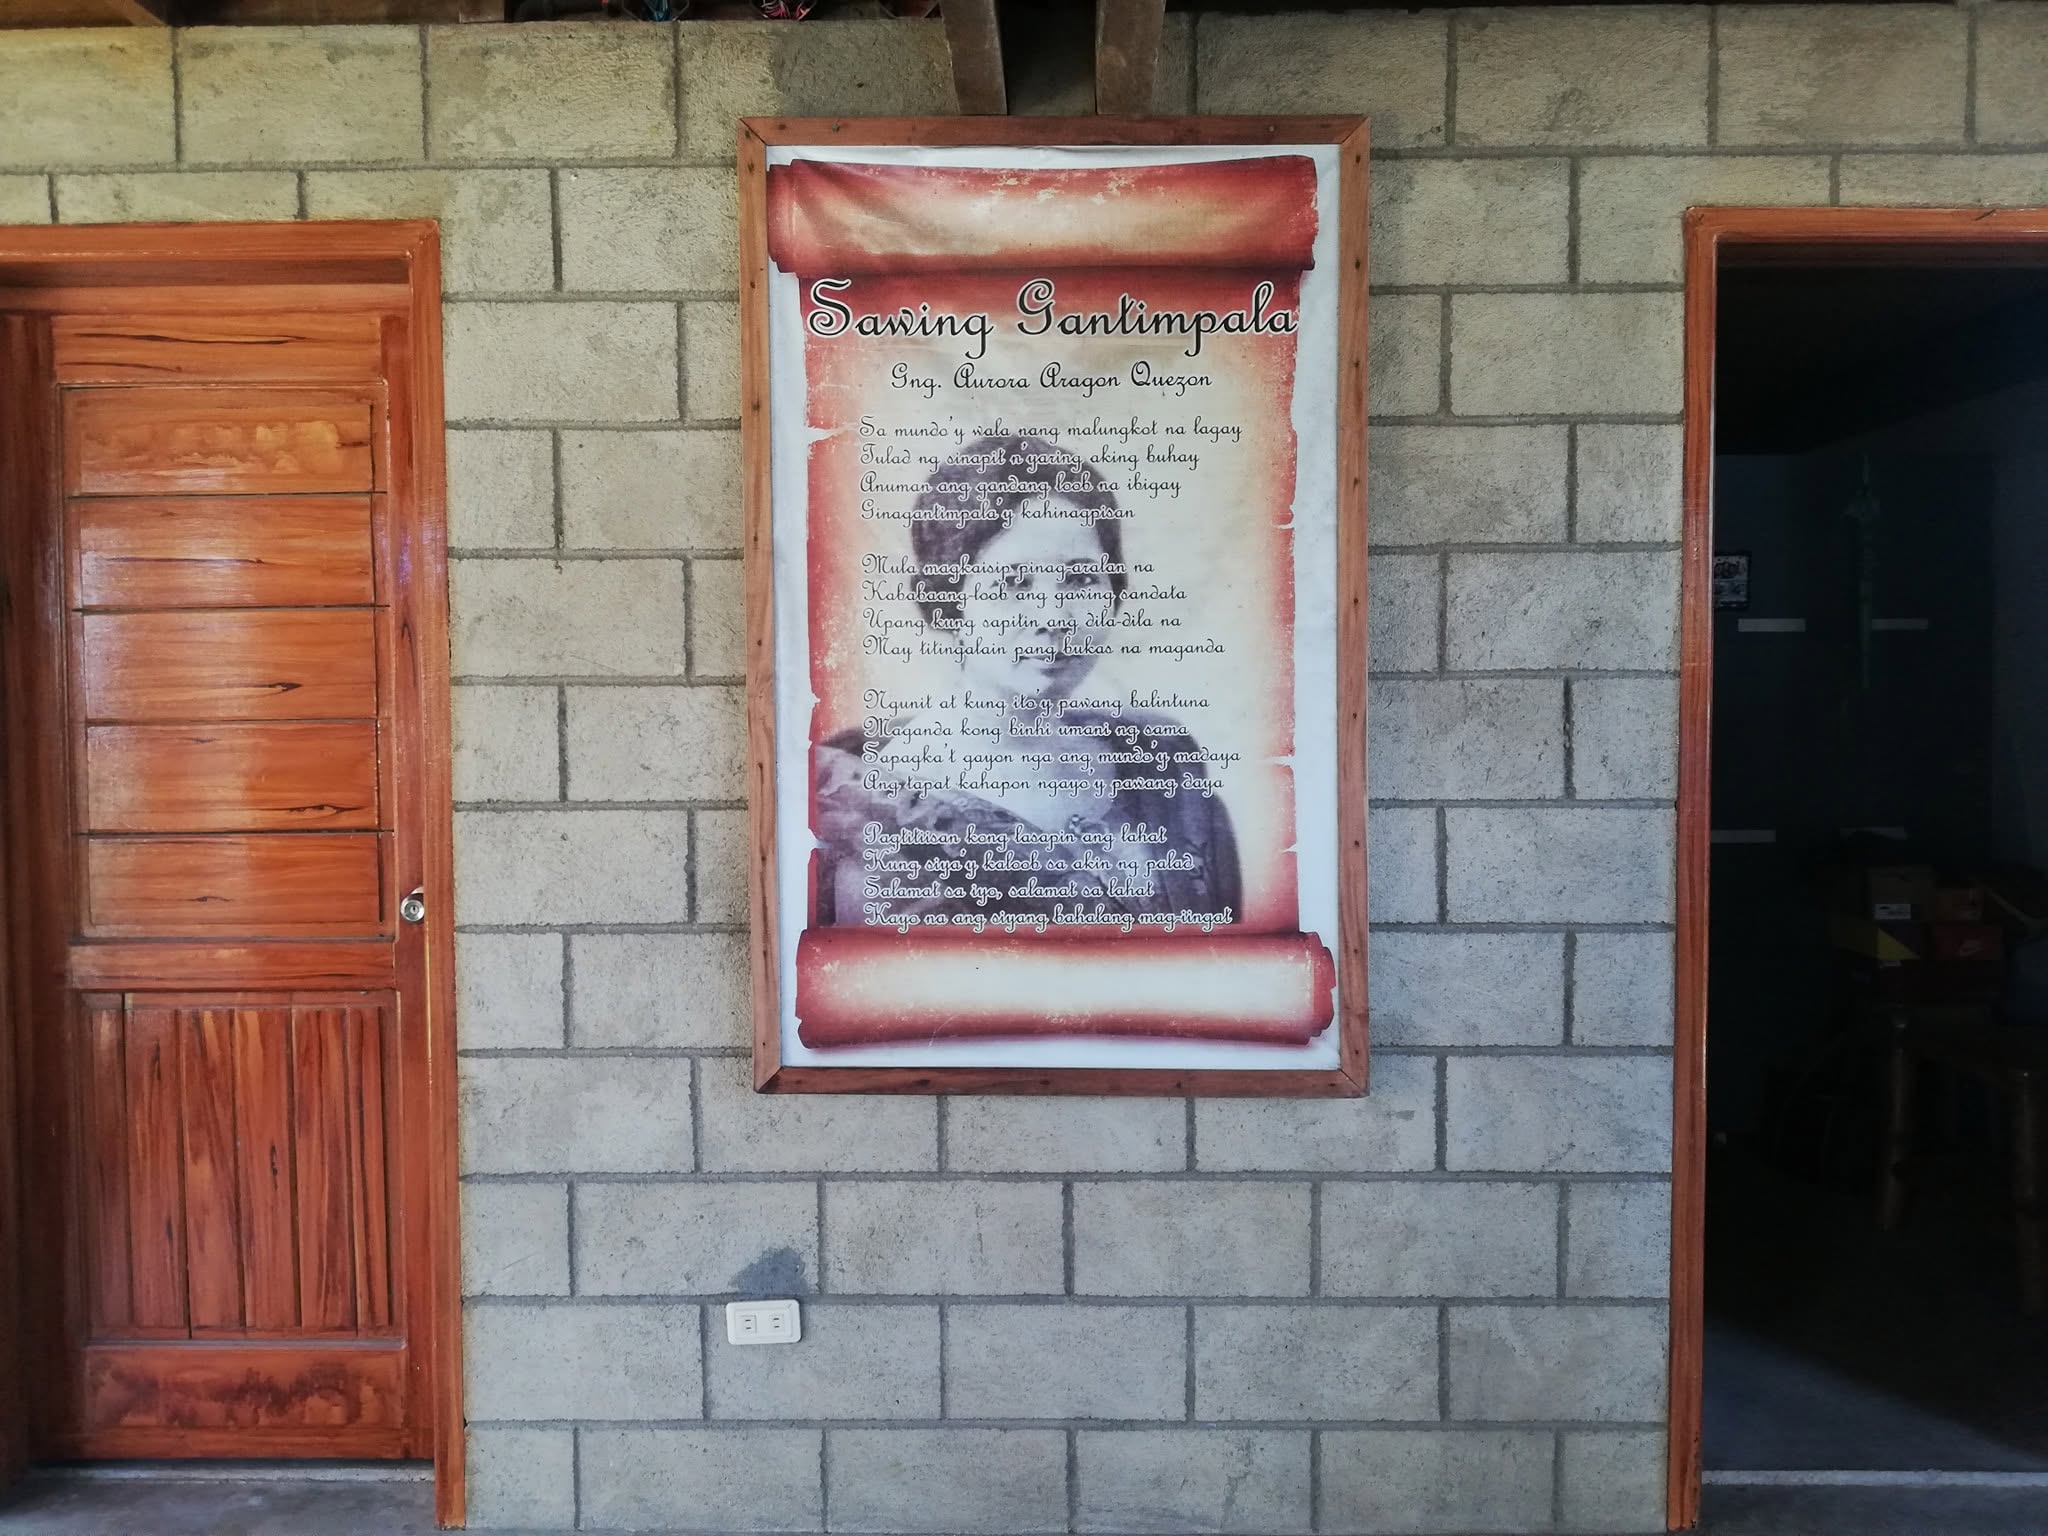 Sawing Gantimpala
Gng. Aurora Aragon Quezon
Sa mundo'y wala nang malungkot na lagay
Tulad ng sinapit n'yaring aking buhay
Anuman ang gandang loob na ibigay
Ginagantimpala'y kahinagpisan
Mula magkaisip pinag-aralan na
Kababaang-loob ang gawing sandata
Upang kung sapitin ang dila-dila na
May titingalain pang bukas na maganda
Ngunit at kung ito'y pawang balintuna
Maganda kong binhi umani ng sama
Sapagka't gayon nga ang mundo'y madaya
Ang tapat kahapon ngayo'y pawang daya
Pagtitiisan kong lasapin ang lahat
Kung siya'y kaloob sa akin ng palad
Salamat sa iyo, salamat sa lahat
Kayo na ang siyang bahalang mag-iingat